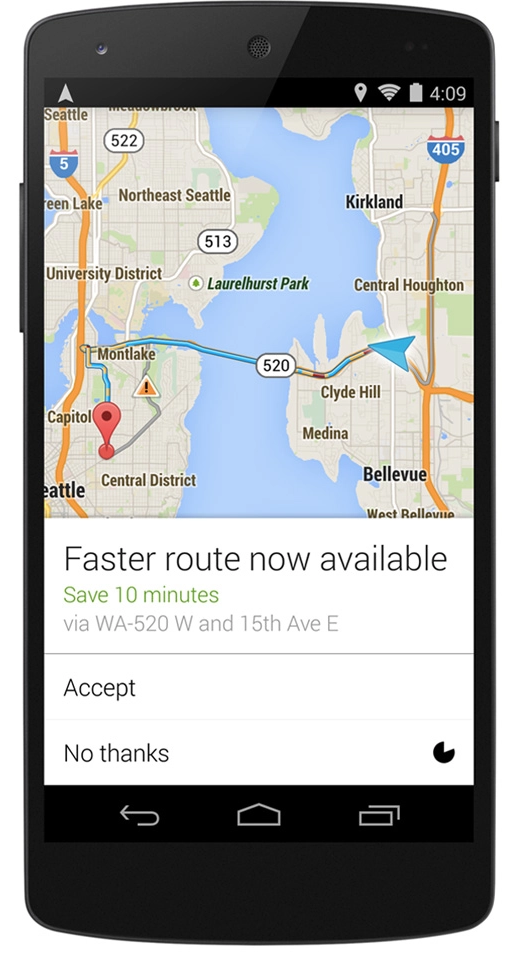 4:09
Seattle
Meadowbrook
522
5
405
Northeast Seattle
Kirkland
reen Lake
513
University District
Laurelhurst Park
Central Houghton
Montlake
520
Clyde Hill
Capitol
Medina
Central District
Bellevue
eattle
West Bellevue
Faster route now available
Save 10 minutes
via WA-520 W and 15th Ave E
Accept
No thanks